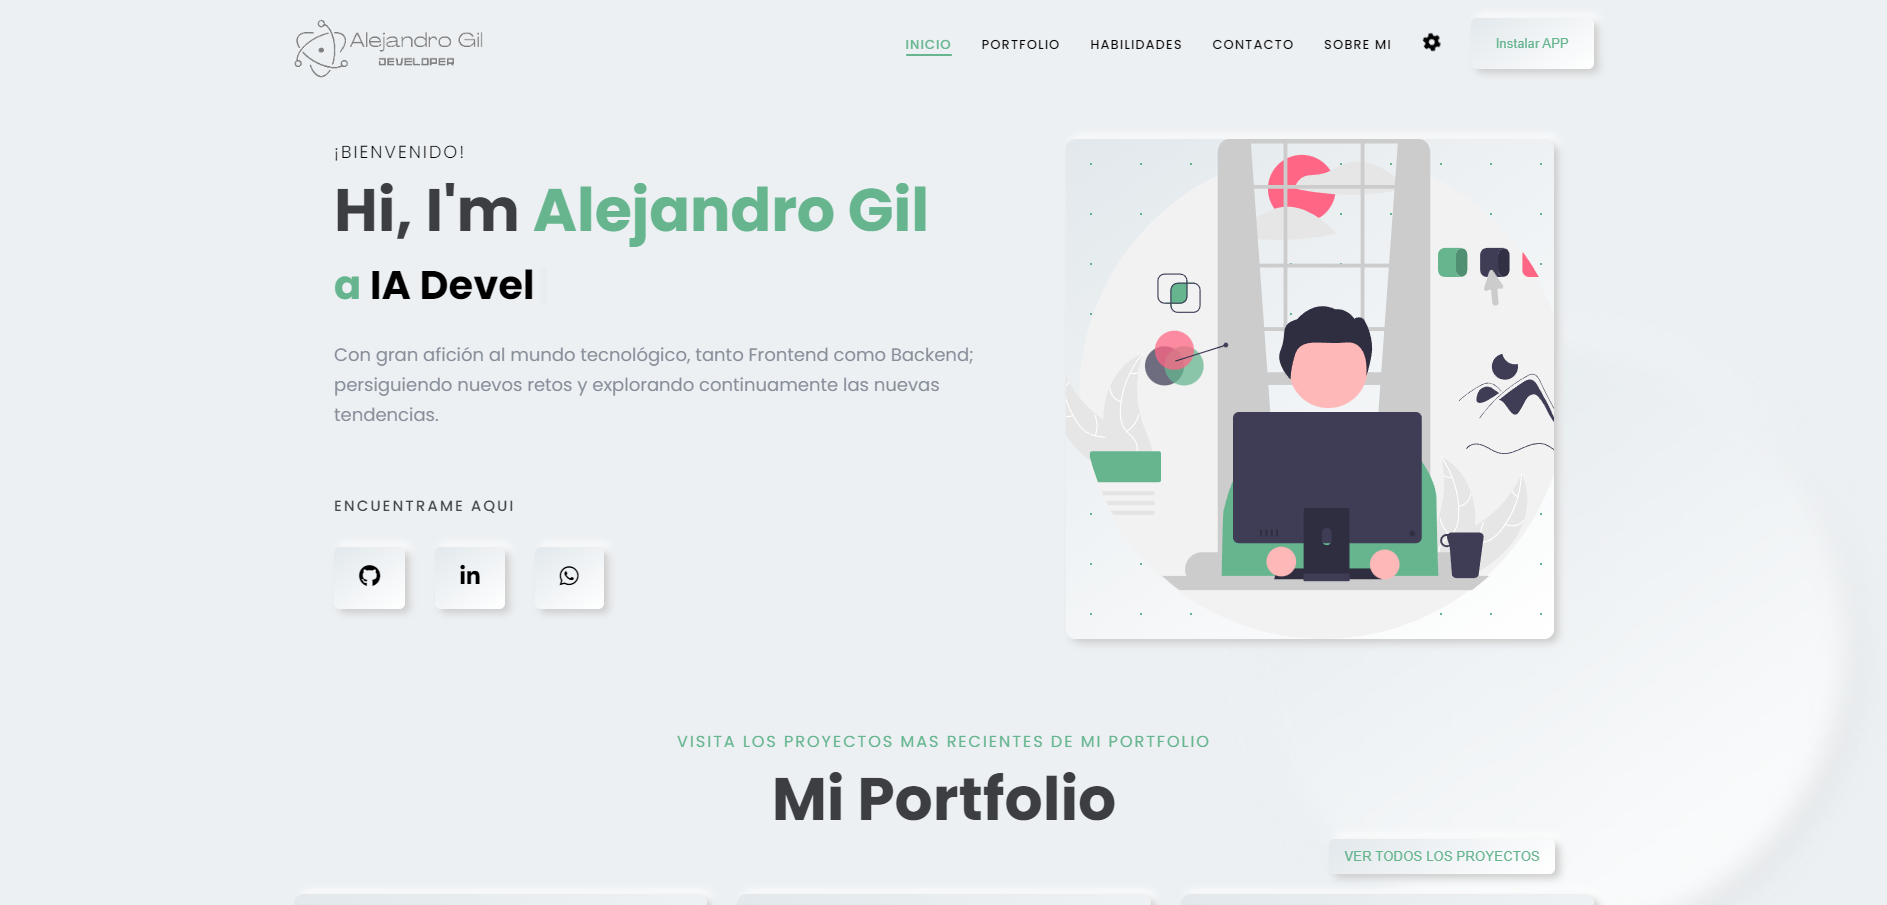 Alejandro Gil
DEVELOPER
INICIO
PORTFOLIO
HABILIDADES
CONTACTO
SOBRE MI
Instalar APP
¡BIENVENIDO!
Hi, I'm Alejandro Gil
a IA Devel
Con gran afición al mundo tecnológico, tanto Frontend como Backend;
persiguiendo nuevos retos y explorando continuamente las nuevas
tendencias.
ENCUENTRAME AQUI
in
VISITA LOS PROYECTOS MAS RECIENTES DE MI PORTFOLIO
Mi Portfolio
VER TODOS LOS PROYECTOS